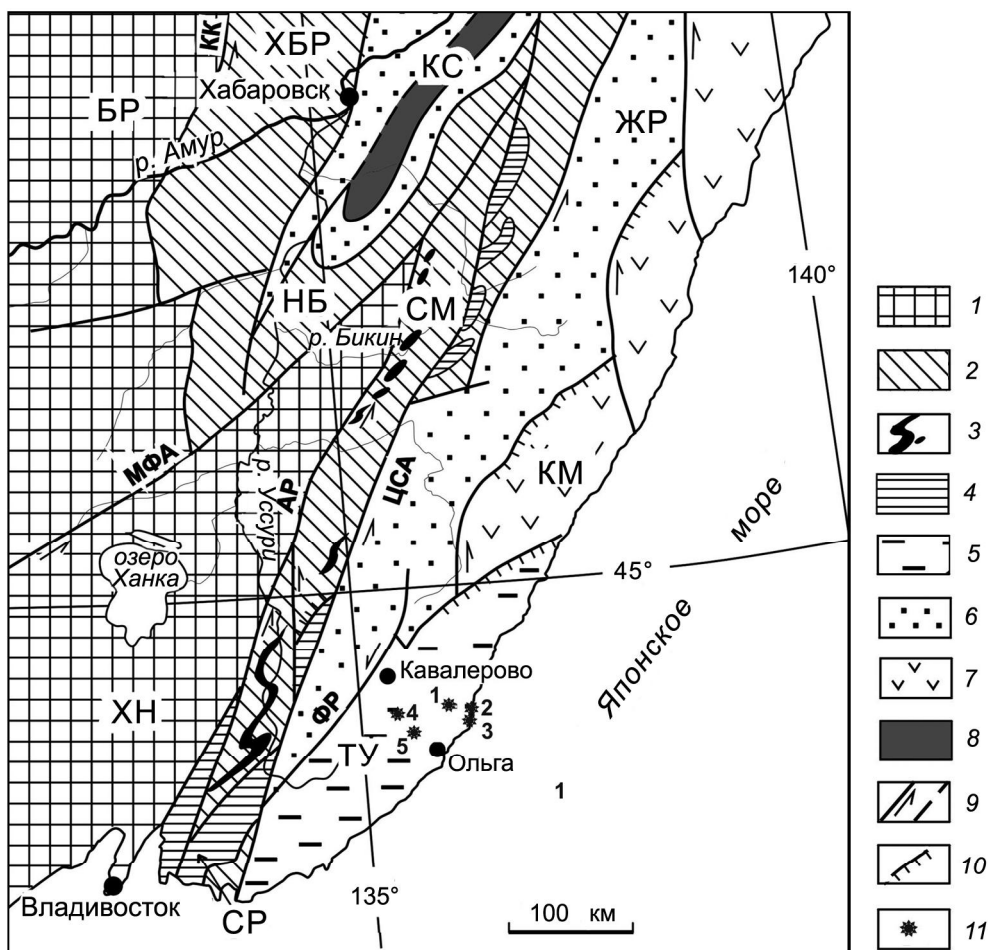 КК
ХБР
КС
Хабаровск
БР
ЖР
р. Амур
140°
НБ
СМ
р. Бикин
МФА
АР
р. Уссури
ЦСА
КМ
море
озеро
Ханка
45°
Японское
Кавалерово
ХН
ФР
1
2
4
3
5
ТУ
Ольга
1
135°
Владивосток
СР
100 км
1
2
3
4
5
6
7
8
9
10
11